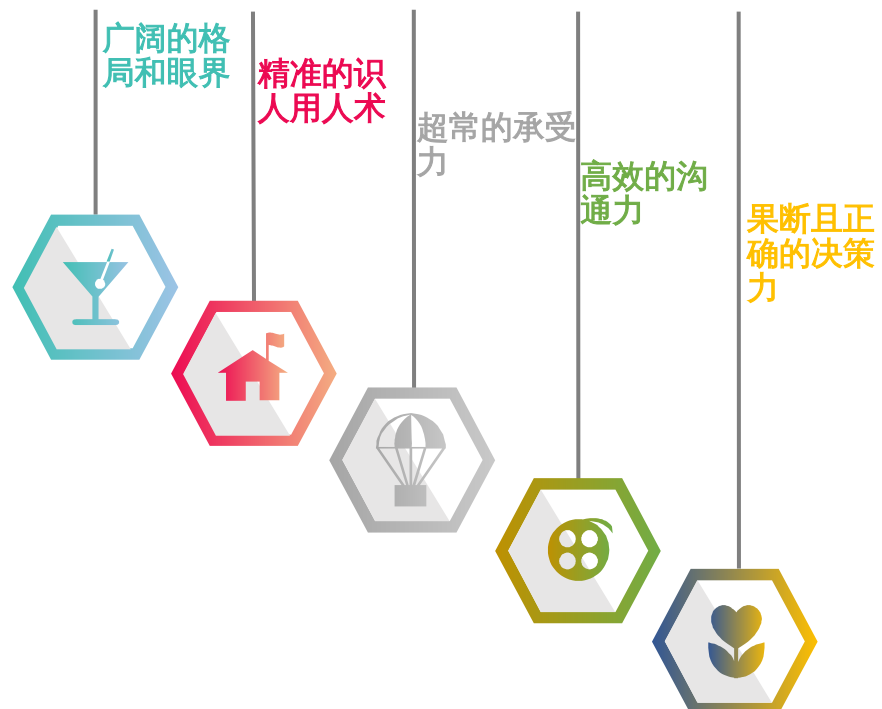 广阔的格
局和眼界
精准的识
人用人术
超常的承受
力
高效的沟
通力
果断且正
确的决策
力